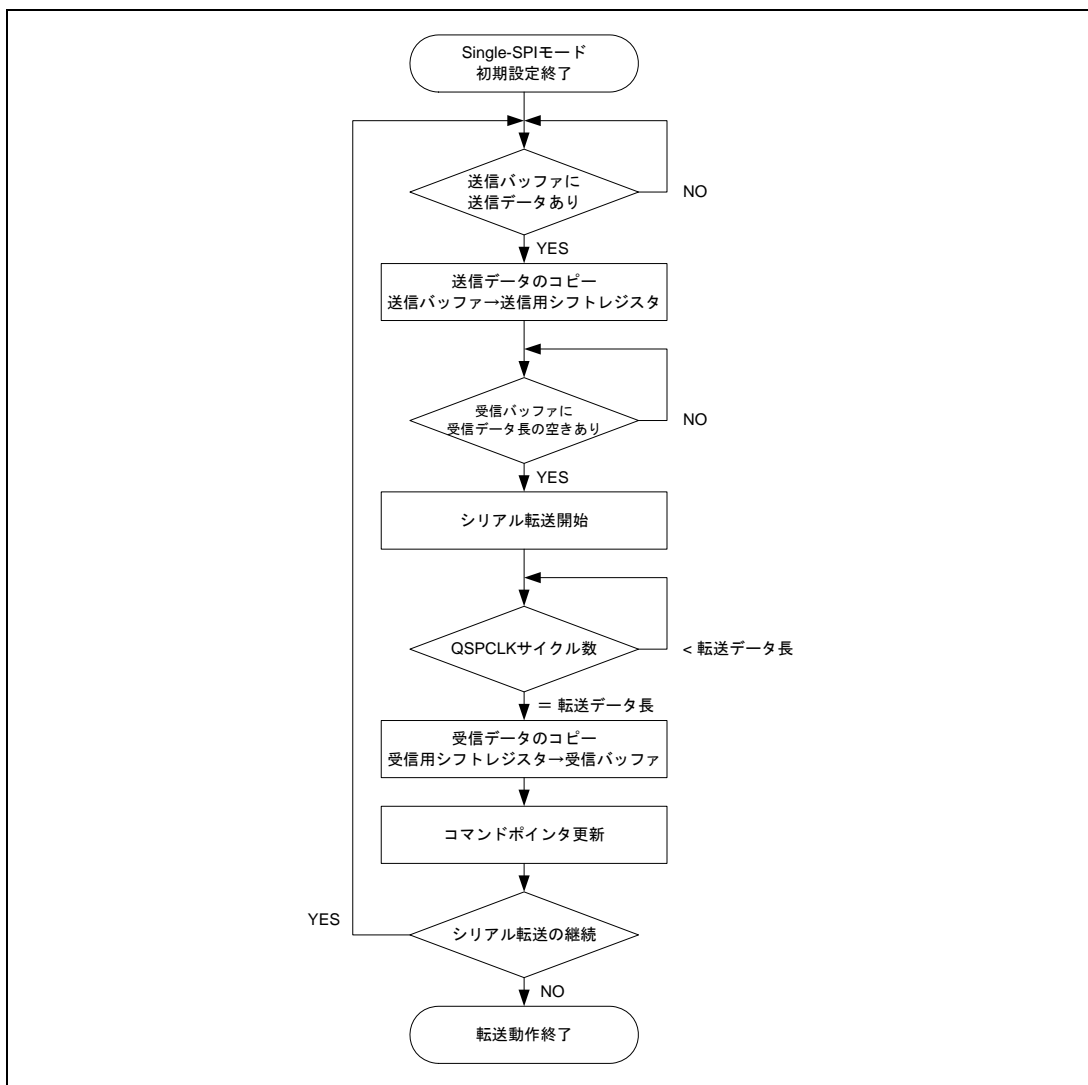 Single-SPIモード
初期設定終了
送信バッファに
送信データあり
NO
YES
送信データのコピー
送信バッファ→送信用シフトレジスタ
受信バッファに
受信データ長の空きあり
NO
YES
シリアル転送開始
QSPCLKサイクル数
< 転送データ長
= 転送データ長
受信データのコピー
受信用シフトレジスタ→受信バッファ
コマンドポインタ更新
YES
シリアル転送の継続
NO
転送動作終了